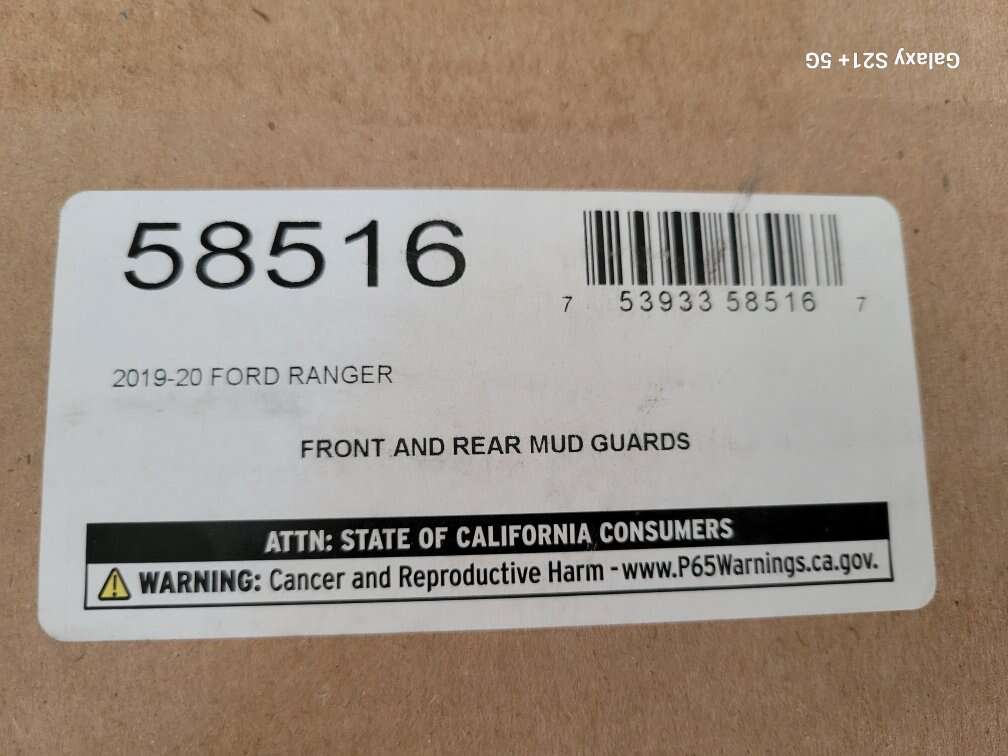 Galaxy S21+ 5G
58516
7 53933 58516 7
2019-20 FORD RANGER
FRONT AND REAR MUD GUARDS
ATTN: STATE OF CALIFORNIA CONSUMERS
WARNING: Cancer and Reproductive Harm - www.P65Warnings.ca.gov.